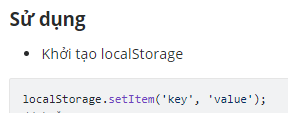 Sử dụng
• Khởi tạo localStorage
localStorage.setItem('key', 'value');